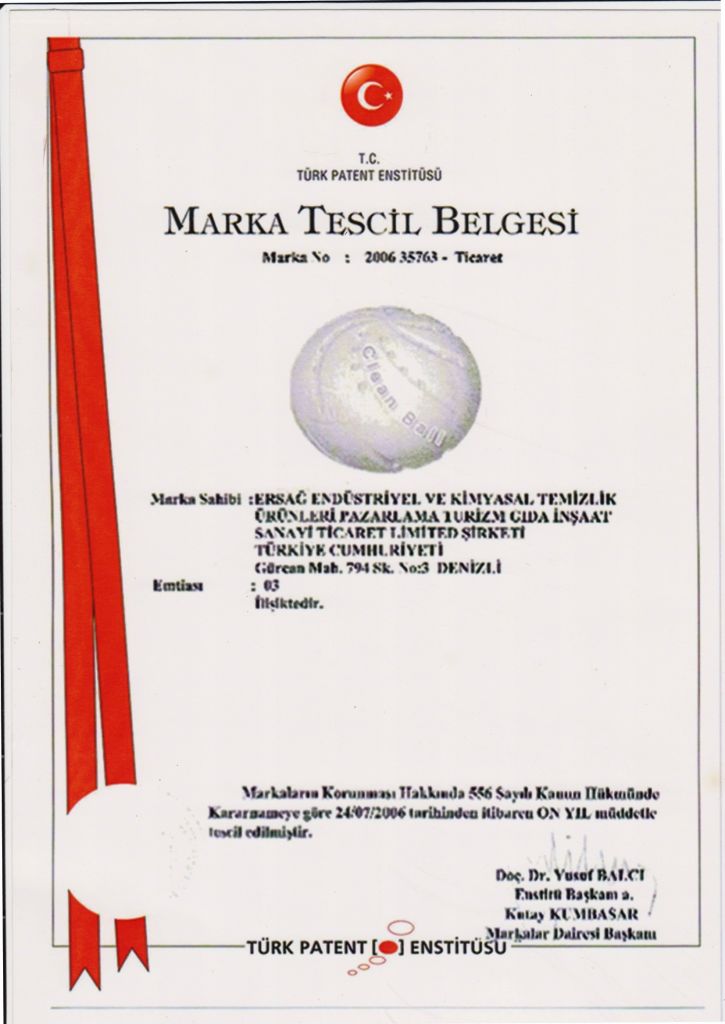 T.C.
TÜRK PATENT ENSTİTÜSÜ
MARKA TESCİL BELGESİ
Marka No : 2006 35763 - Ticaret
Clean Ball
Marka Sahibi :ERSAĞ ENDÜSTRİYEL VE KİMYASAL TEMİZLİK
ÜRÜNLERİ PAZARLAMA TURİZM GIDA İNŞAAT
SANAYİ TİCARET LİMİTED ŞİRKETİ
TÜRKİYE CUMHURİYETİ
Gürcan Mah. 794 Sk. No:3 DENİZLİ
Emtiası : 03
İlişiktedir.
Markaların Korunması Hakkında 556 Sayılı Kanun Hükmünde
Kararnameye göre 24/07/2006 tarihinden itibaren ON YIL müddetle
tescil edilmiştir.
Doç. Dr. Yusuf BALCI
Enstitü Başkanı a.
Kutay KUMBASAR
Markalar Dairesi Başkanı
TÜRK PATENT [ ] ENSTİTÜSÜ